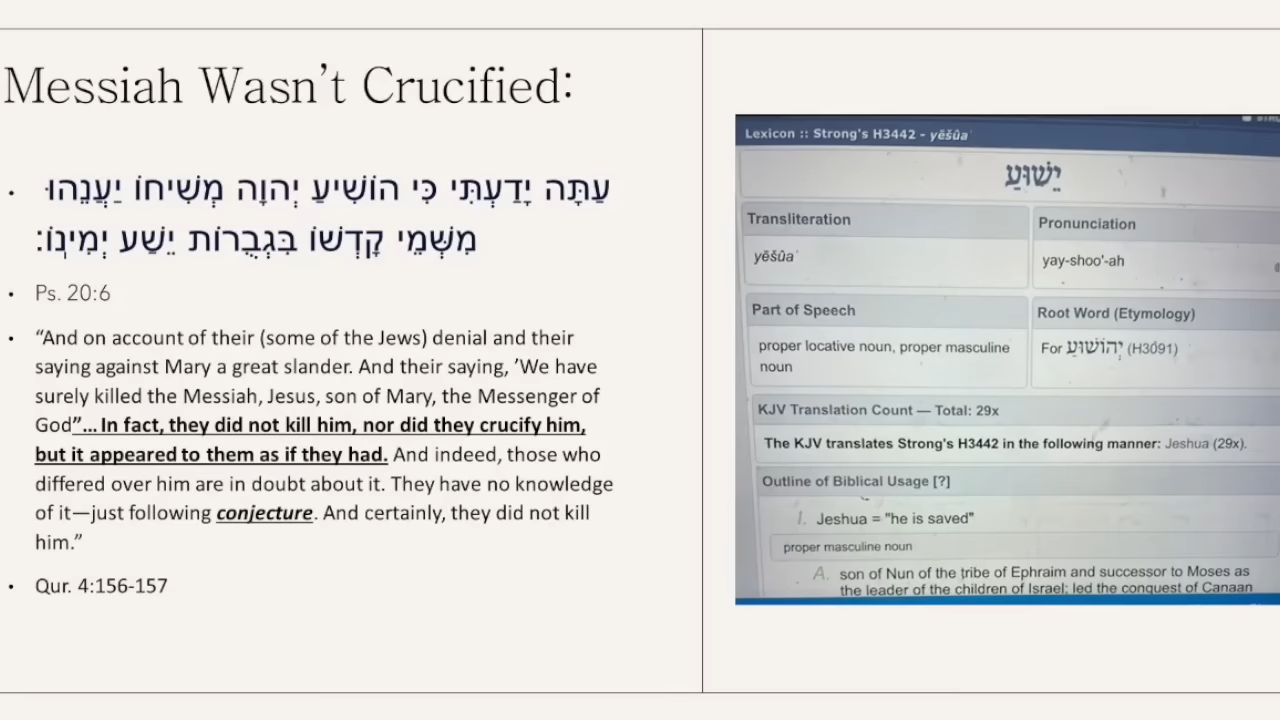 Messiah Wasn’t Crucified:
• עַתָּה יָדַעְתִּי כִּי הוֹשִׁיעַ יְהוָה מְשִׁיחוֹ יַעֲנֵהוּ
מִשְּׁמֵי קָדְשׁוֹ בִּגְבֻרוֹת יֵשַׁע יְמִינֽוֹ׃
• Ps. 20:6
• “And on account of their (some of the Jews) denial and their
saying against Mary a great slander. And their saying, ’We have
surely killed the Messiah, Jesus, son of Mary, the Messenger of
God”… In fact, they did not kill him, nor did they crucify him,
but it appeared to them as if they had. And indeed, those who
differed over him are in doubt about it. They have no knowledge
of it—just following conjecture. And certainly, they did not kill
him.”
• Qur. 4:156-157
Lexicon :: Strong's H3442 - yēšûaʿ
יֵשׁוּעַ
Transliteration
yēšûaʿ
Pronunciation
yay-shoo'-ah
Part of Speech
proper locative noun, proper masculine
noun
Root Word (Etymology)
For יְהוֹשׁוּעַ (H3091)
KJV Translation Count — Total: 29x
The KJV translates Strong's H3442 in the following manner: Jeshua (29x).
Outline of Biblical Usage [?]
I. Jeshua = "he is saved"
proper masculine noun
A. son of Nun of the tribe of Ephraim and successor to Moses as
the leader of the children of Israel; led the conquest of Canaan